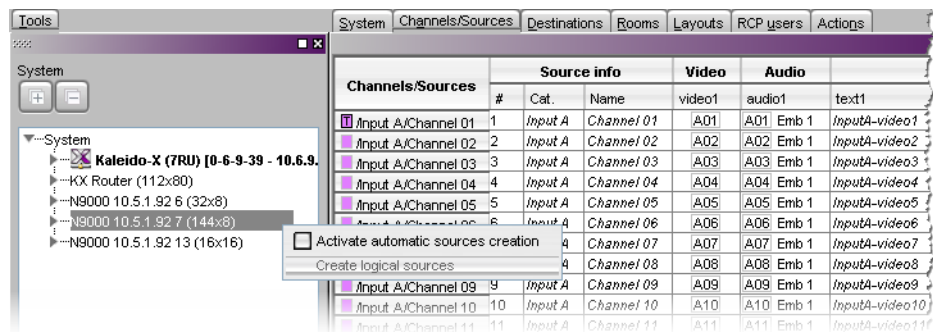 Tools
System
System
Kaleido-X (7RU) [0-6-9-39 - 10.6.9.
KX Router (112x80)
N9000 10.5.1.92 6 (32x8)
N9000 10.5.1.92 7 (144x8)
N9000 10.5.1.92 13 (16x16)
Activate automatic sources creation
Create logical sources
System Channels/Sources Destinations Rooms Layouts RCP users Actions
Channels/Sources Source info Video Audio
# Cat. Name video1 audio1 text1
T /Input A/Channel 01 1 Input A Channel 01 A01 A01 Emb 1 InputA-video1
/Input A/Channel 02 2 Input A Channel 02 A02 A02 Emb 1 InputA-video2
/Input A/Channel 03 3 Input A Channel 03 A03 A03 Emb 1 InputA-video3
/Input A/Channel 04 4 Input A Channel 04 A04 A04 Emb 1 InputA-video4
/Input A/Channel 05 5 Input A Channel 05 A05 A05 Emb 1 InputA-video5
6 Input A Channel 06 A06 A06 Emb 1 InputA-video6
Channel 07 A07 A07 Emb 1 InputA-video7
Channel 08 A08 A08 Emb 1 InputA-video8
/Input A/Channel 09 9 Input A Channel 09 A09 A09 Emb 1 InputA-video9
/Input A/Channel 10 10 Input A Channel 10 A10 A10 Emb 1 InputA-video10
/Input A/Channel 11 11 Input A Channel 11 A11 A11 Emb 1 InputA-video11